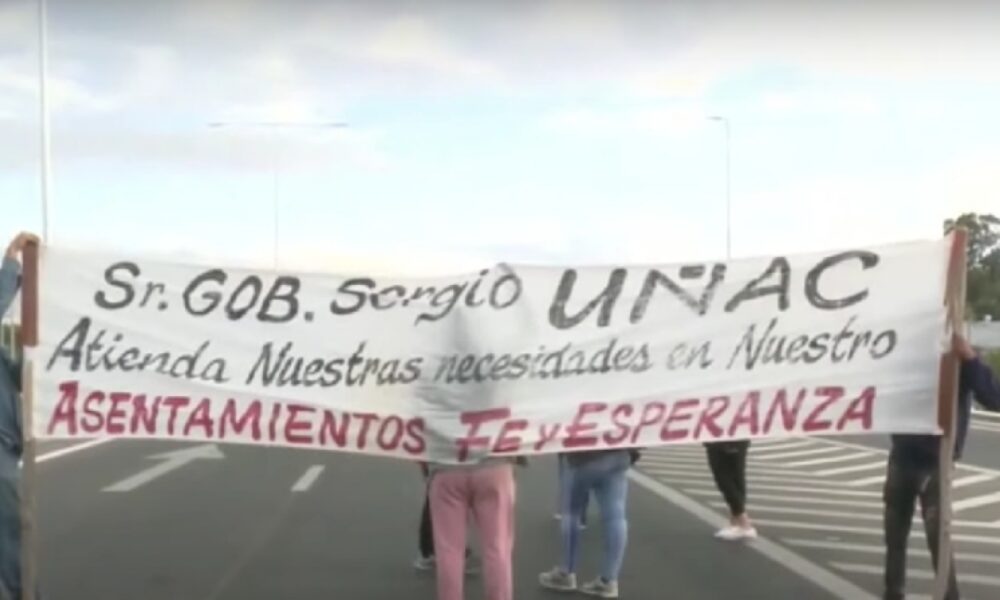 Sr. GOB. Sergio UÑAC
Atienda Nuestras necesidades en Nuestro
ASENTAMIENTOS FE y ESPERANZA